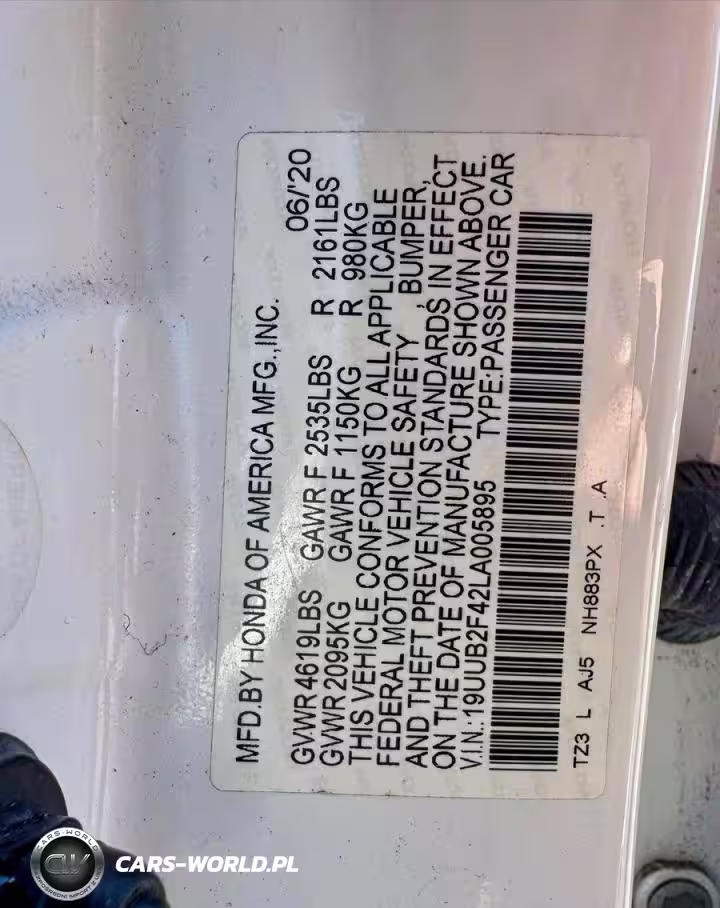 MFD.BY HONDA OF AMERICA MFG.,INC.
06/'20
GVWR 4619LBS GAWR F 2535LBS R 2161LBS
GVWR 2095KG GAWR F 1150KG R 980KG
THIS VEHICLE CONFORMS TO ALL APPLICABLE
FEDERAL MOTOR VEHICLE SAFETY , BUMPER,
AND THEFT PREVENTION STANDARDS IN EFFECT
ON THE DATE OF MANUFACTURE SHOWN ABOVE.
V.I.N.:19UUB2F42LA005895 TYPE:PASSENGER CAR
TZ3 L AJ5 NH883PX .T .A
CARS-WORLD
CARS-WORLD.PL